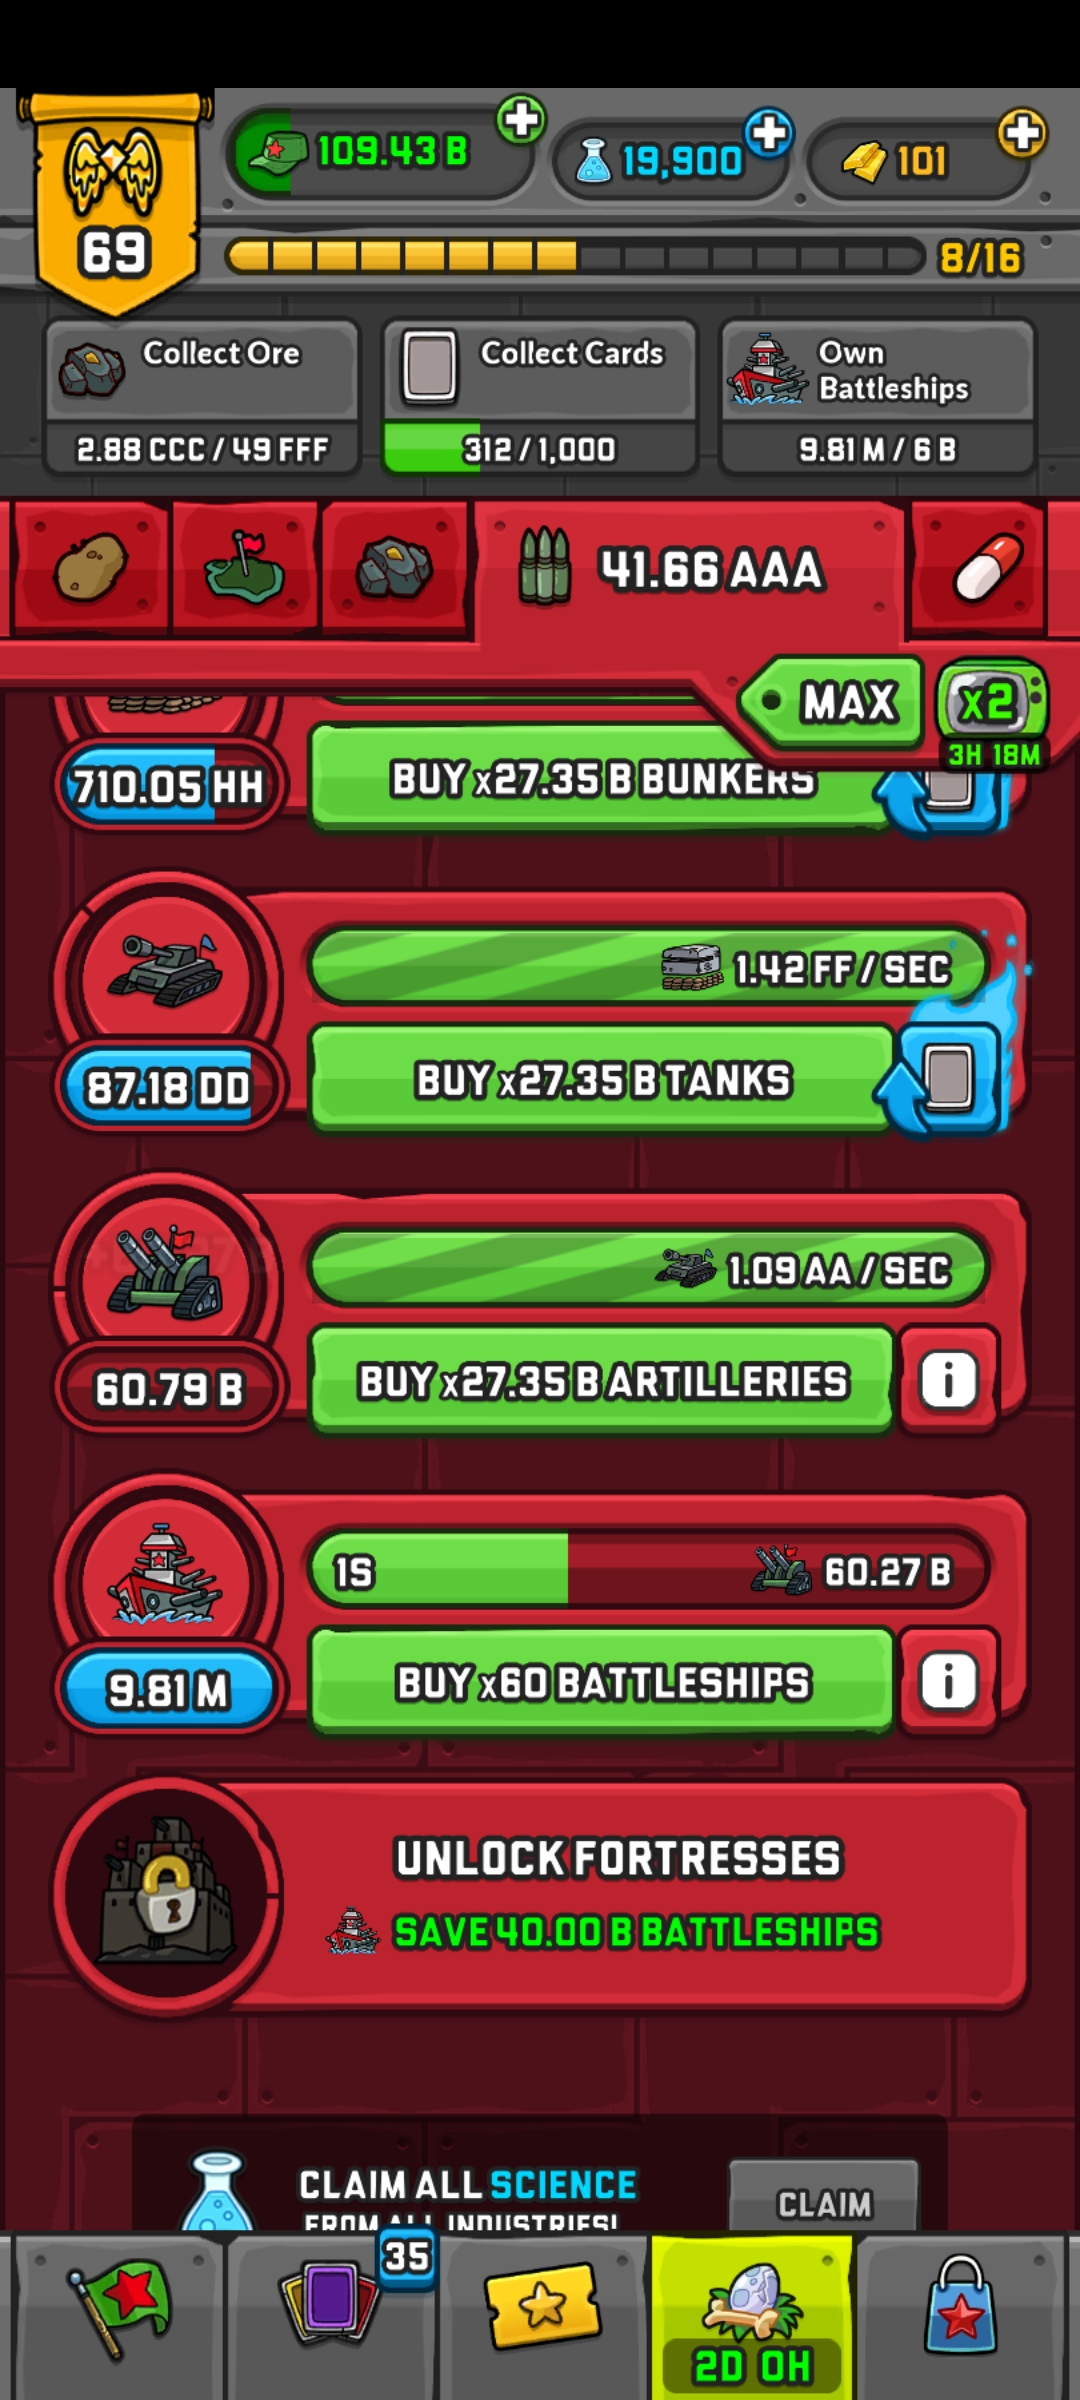 109.43 B
19,900
101
69
8/16
Collect Ore
2.88 CCC / 49 FFF
Collect Cards
312 / 1,000
Own
Battleships
9.81 M / 6 B
41.66 AAA
MAX
x2
3H 18M
710.05 HH
BUY x27.35 B BUNKERS
1.42 FF / SEC
87.18 DD
BUY x27.35 B TANKS
1.09 AA / SEC
60.79 B
BUY x27.35 B ARTILLERIES
i
1S
60.27 B
9.81 M
BUY x60 BATTLESHIPS
i
UNLOCK FORTRESSES
SAVE 40.00 B BATTLESHIPS
CLAIM ALL SCIENCE
FROM ALL INDUSTRIES!
CLAIM
35
2D 0H